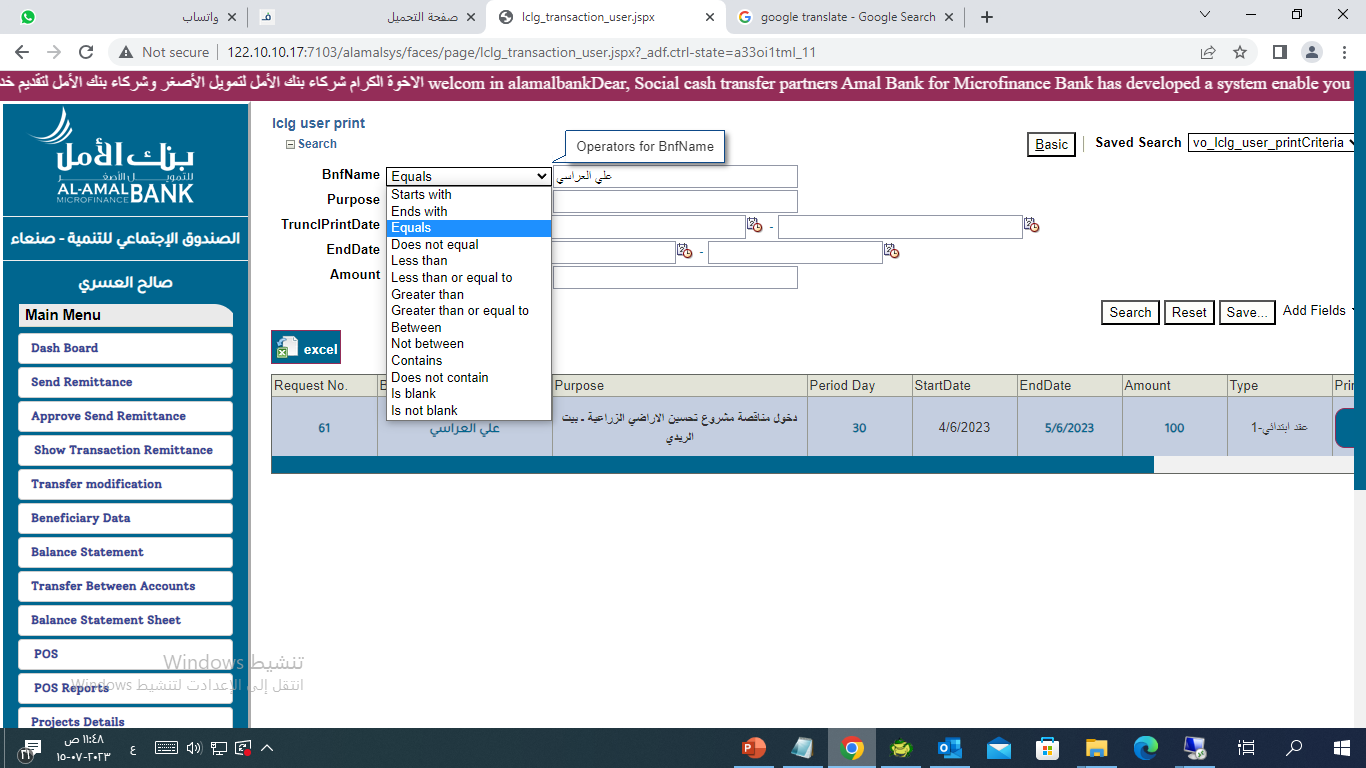 واتساب
صفحة التحميل
lclg_transaction_user.jspx
google translate - Google Search
Not secure
122.10.10.17:7103/alamalsys/faces/page/lclg_transaction_user.jspx?_adf.ctrl-state=a33oi1tml_11
الاخوة الكرام شركاء بنك الأمل لتمويل الأصغر وشركاء بنك الأمل لتقديم welcom in alamalbankDear, Social cash transfer partners Amal Bank for Microfinance Bank has developed a system enable you
بنك الأمل
للتمويل الأصغر
AL-AMAL
MICROFINANCE
BANK
الصندوق الإجتماعي للتنمية - صنعاء
صالح العسري
Main Menu
Dash Board
Send Remittance
Approve Send Remittance
Show Transaction Remittance
Transfer modification
Beneficiary Data
Balance Statement
Transfer Between Accounts
Balance Statement Sheet
POS
POS Reports
Projects Details
lclg user print
Search
Operators for BnfName
Basic
Saved Search
vo_lclg_user_printCriteria
BnfName
Equals
علي العراسي
Purpose
TrunclPrintDate
-
EndDate
-
Amount
Starts with
Ends with
Equals
Does not equal
Less than
Less than or equal to
Greater than
Greater than or equal to
Between
Not between
Contains
Does not contain
Is blank
Is not blank
Search
Reset
Save...
Add Fields
excel
Request No.
Purpose
Period Day
StartDate
EndDate
Amount
Type
61
علي العراسي
دخول مناقصة مشروع تحسين الاراضي الزراعية - بيت
الريدي
30
4/6/2023
5/6/2023
100
عقد ابتدائي-1
تنشيط Windows
انتقل إلى الإعدادت لتنشيط Windows
١١:٤٨ ص
١٥-٠٧-٢٠٢٣
ع